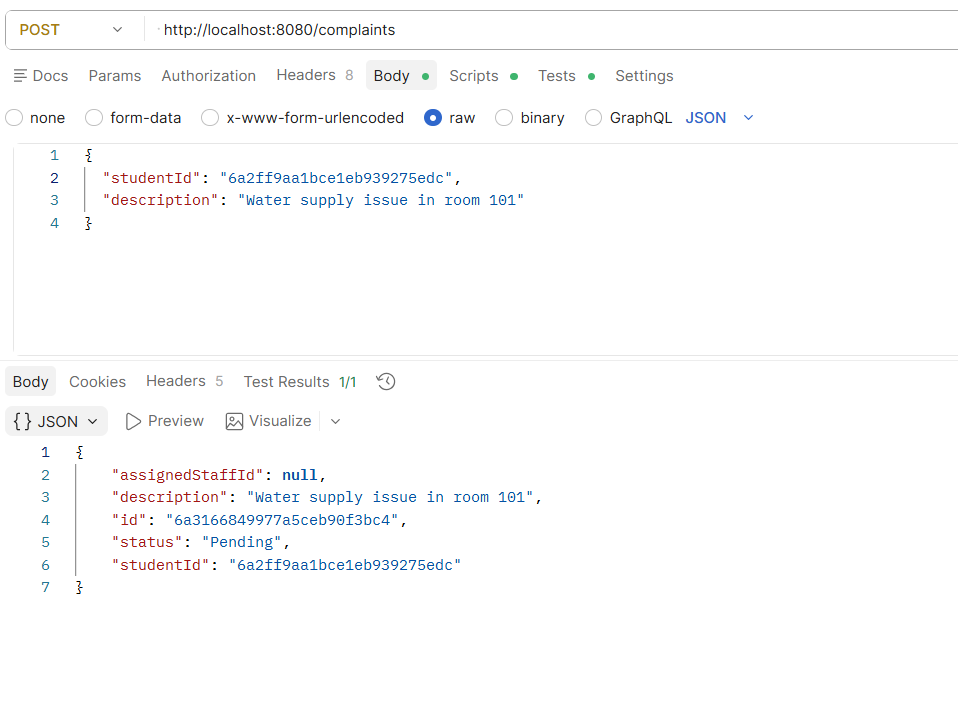 POST http://localhost:8080/complaints
Docs Params Authorization Headers 8 Body Scripts Tests Settings
none form-data x-www-form-urlencoded raw binary GraphQL JSON
1 {
2 "studentId": "6a2ff9aa1bce1eb939275edc",
3 "description": "Water supply issue in room 101"
4 }
Body Cookies Headers 5 Test Results 1/1
{} JSON Preview Visualize
1 {
2 "assignedStaffId": null,
3 "description": "Water supply issue in room 101",
4 "id": "6a3166849977a5ceb90f3bc4",
5 "status": "Pending",
6 "studentId": "6a2ff9aa1bce1eb939275edc"
7 }